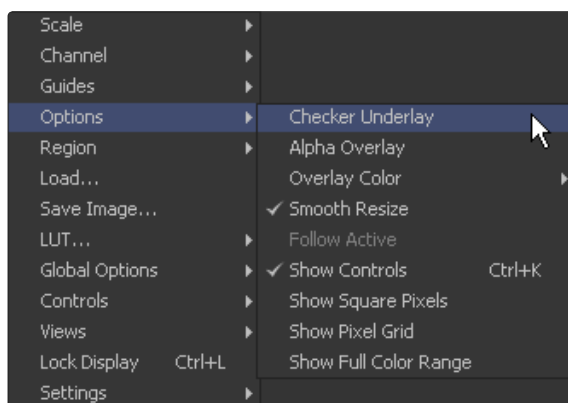 Scale
Channel
Guides
Options
Region
Load...
Save Image...
LUT...
Global Options
Controls
Views
Lock Display Ctrl+L
Settings
Checker Underlay
Alpha Overlay
Overlay Color
Smooth Resize
Follow Active
Show Controls Ctrl+K
Show Square Pixels
Show Pixel Grid
Show Full Color Range